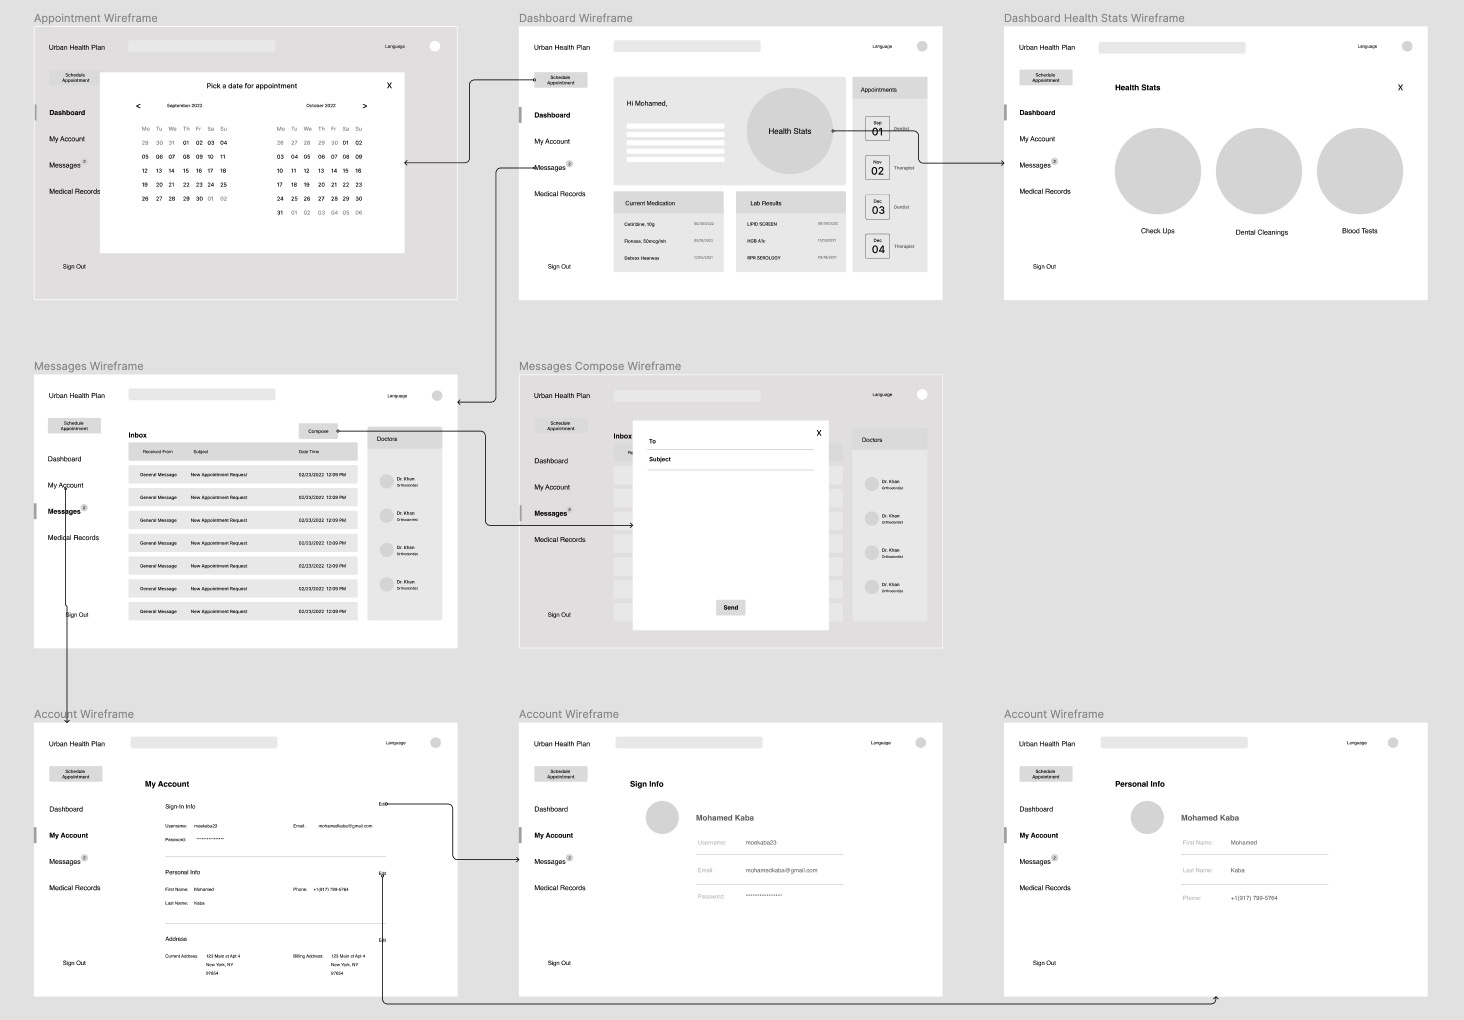 Appointment Wireframe
Urban Health Plan
Language
Schedule
Appointment
Dashboard
My Account
Messages 2
Medical Records
Sign Out
Pick a date for appointment
X
<
September 2022
October 2022
>
Mo Tu We Th Fr Sa Su
29 30 31 01 02 03 04
05 06 07 08 09 10 11
12 13 14 15 16 17 18
19 20 21 22 23 24 25
26 27 28 29 30 01 02
Mo Tu We Th Fr Sa Su
26 27 28 29 30 01 02
03 04 05 06 07 08 09
10 11 12 13 14 15 16
17 18 19 20 21 22 23
24 25 26 27 28 29 30
31 01 02 03 04 05 06
Dashboard Wireframe
Urban Health Plan
Language
Schedule
Appointment
Dashboard
My Account
Messages 2
Medical Records
Sign Out
Hi Mohamed,
Health Stats
Appointments
Sep
01
Dentist
Nov
02
Therapist
Dec
03
Dentist
Dec
04
Therapist
Current Medication
Cetirizine, 10g
Flonase, 50mcg/inh
Debrox Hearwax
Lab Results
LIPID SCREEN
HGB A1c
RPR SEROLOGY
Dashboard Health Stats Wireframe
Urban Health Plan
Language
Schedule
Appointment
Dashboard
My Account
Messages 2
Medical Records
Sign Out
Health Stats
X
Check Ups
Dental Cleanings
Blood Tests
Messages Wireframe
Urban Health Plan
Language
Schedule
Appointment
Dashboard
My Account
Messages 2
Medical Records
Sign Out
Inbox
Compose
Received Form Subject Date Time
General Message New Appointment Request 02/23/2022 12:09 PM
General Message New Appointment Request 02/23/2022 12:09 PM
General Message New Appointment Request 02/23/2022 12:09 PM
General Message New Appointment Request 02/23/2022 12:09 PM
General Message New Appointment Request 02/23/2022 12:09 PM
General Message New Appointment Request 02/23/2022 12:09 PM
General Message New Appointment Request 02/23/2022 12:09 PM
Doctors
Dr. Khan
Orthodontist
Dr. Khan
Orthodontist
Dr. Khan
Orthodontist
Dr. Khan
Orthodontist
Messages Compose Wireframe
Urban Health Plan
Language
Schedule
Appointment
Dashboard
My Account
Messages 2
Medical Records
Sign Out
Inbox
X
To
Subject
Send
Doctors
Dr. Khan
Orthodontist
Dr. Khan
Orthodontist
Dr. Khan
Orthodontist
Dr. Khan
Orthodontist
Account Wireframe
Urban Health Plan
Language
Schedule
Appointment
Dashboard
My Account
Messages 2
Medical Records
Sign Out
My Account
Sign-In Info
Edit
Username: moekaba23
Email: mohamedkaba@gmail.com
Password: ****************
Personal Info
Edit
First Name: Mohamed
Phone: +1(917) 799-5764
Last Name: Kaba
Address
Edit
Current Address: 123 Main st Apt 4
New York, NY
97654
Billing Address: 123 Main st Apt 4
New York, NY
97654
Account Wireframe
Urban Health Plan
Language
Schedule
Appointment
Dashboard
My Account
Messages 2
Medical Records
Sign Out
Sign Info
Mohamed Kaba
Username: moekaba23
Email: mohamedkaba@gmail.com
Password: ****************
Account Wireframe
Urban Health Plan
Language
Schedule
Appointment
Dashboard
My Account
Messages 2
Medical Records
Sign Out
Personal Info
Mohamed Kaba
First Name: Mohamed
Last Name: Kaba
Phone: +1(917) 799-5764